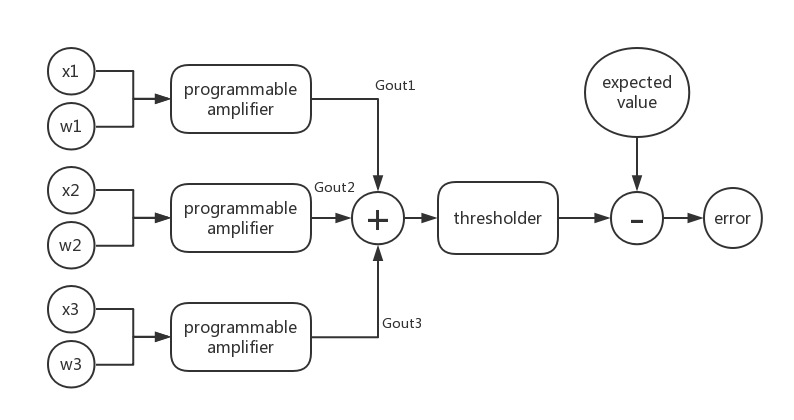 x1
w1
programmable
amplifier
Gout1
x2
w2
programmable
amplifier
Gout2
x3
w3
programmable
amplifier
Gout3
+
thresholder
expected
value
-
error